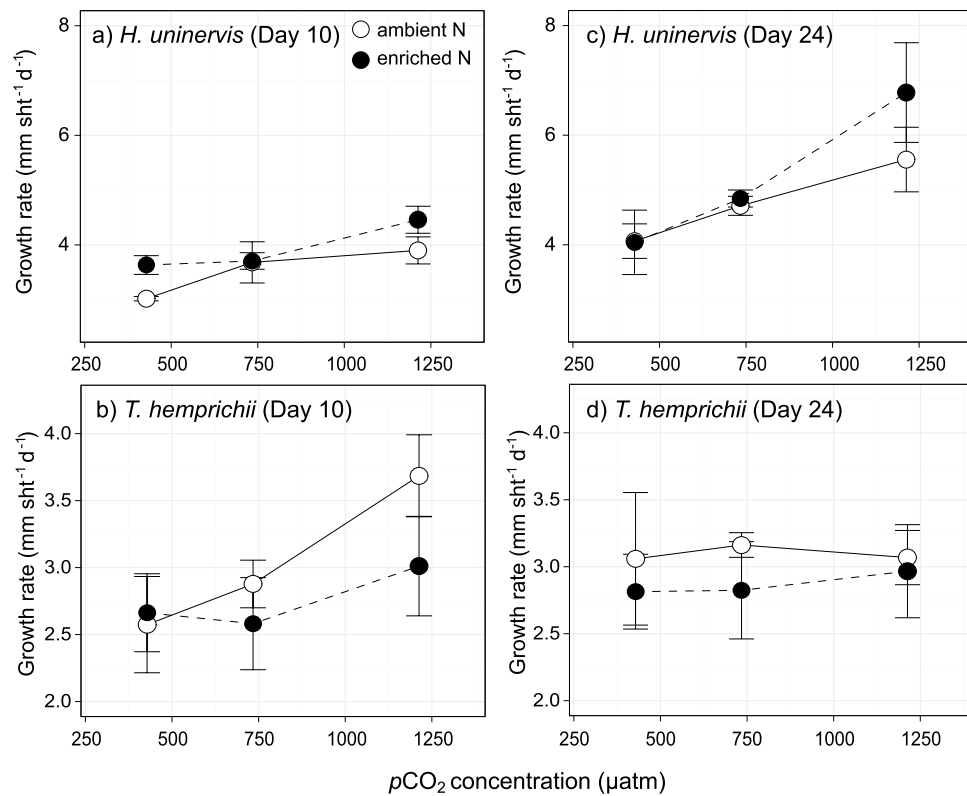 a) H. uninervis (Day 10)
ambient N
enriched N
Growth rate (mm sht⁻¹ d⁻¹)
8
6
4
250 500 750 1000 1250
c) H. uninervis (Day 24)
Growth rate (mm sht⁻¹ d⁻¹)
8
6
4
250 500 750 1000 1250
b) T. hemprichii (Day 10)
Growth rate (mm sht⁻¹ d⁻¹)
4.0
3.5
3.0
2.5
2.0
250 500 750 1000 1250
d) T. hemprichii (Day 24)
Growth rate (mm sht⁻¹ d⁻¹)
4.0
3.5
3.0
2.5
2.0
250 500 750 1000 1250
pCO₂ concentration (µatm)